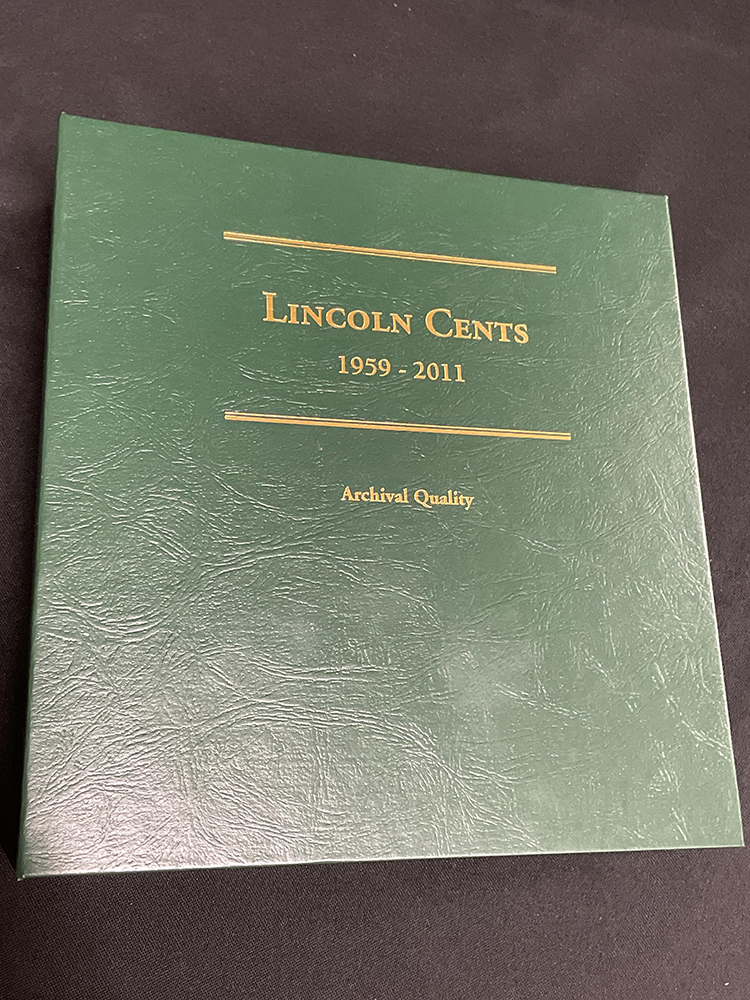 Lincoln Cents
1959 - 2011
Archival Quality